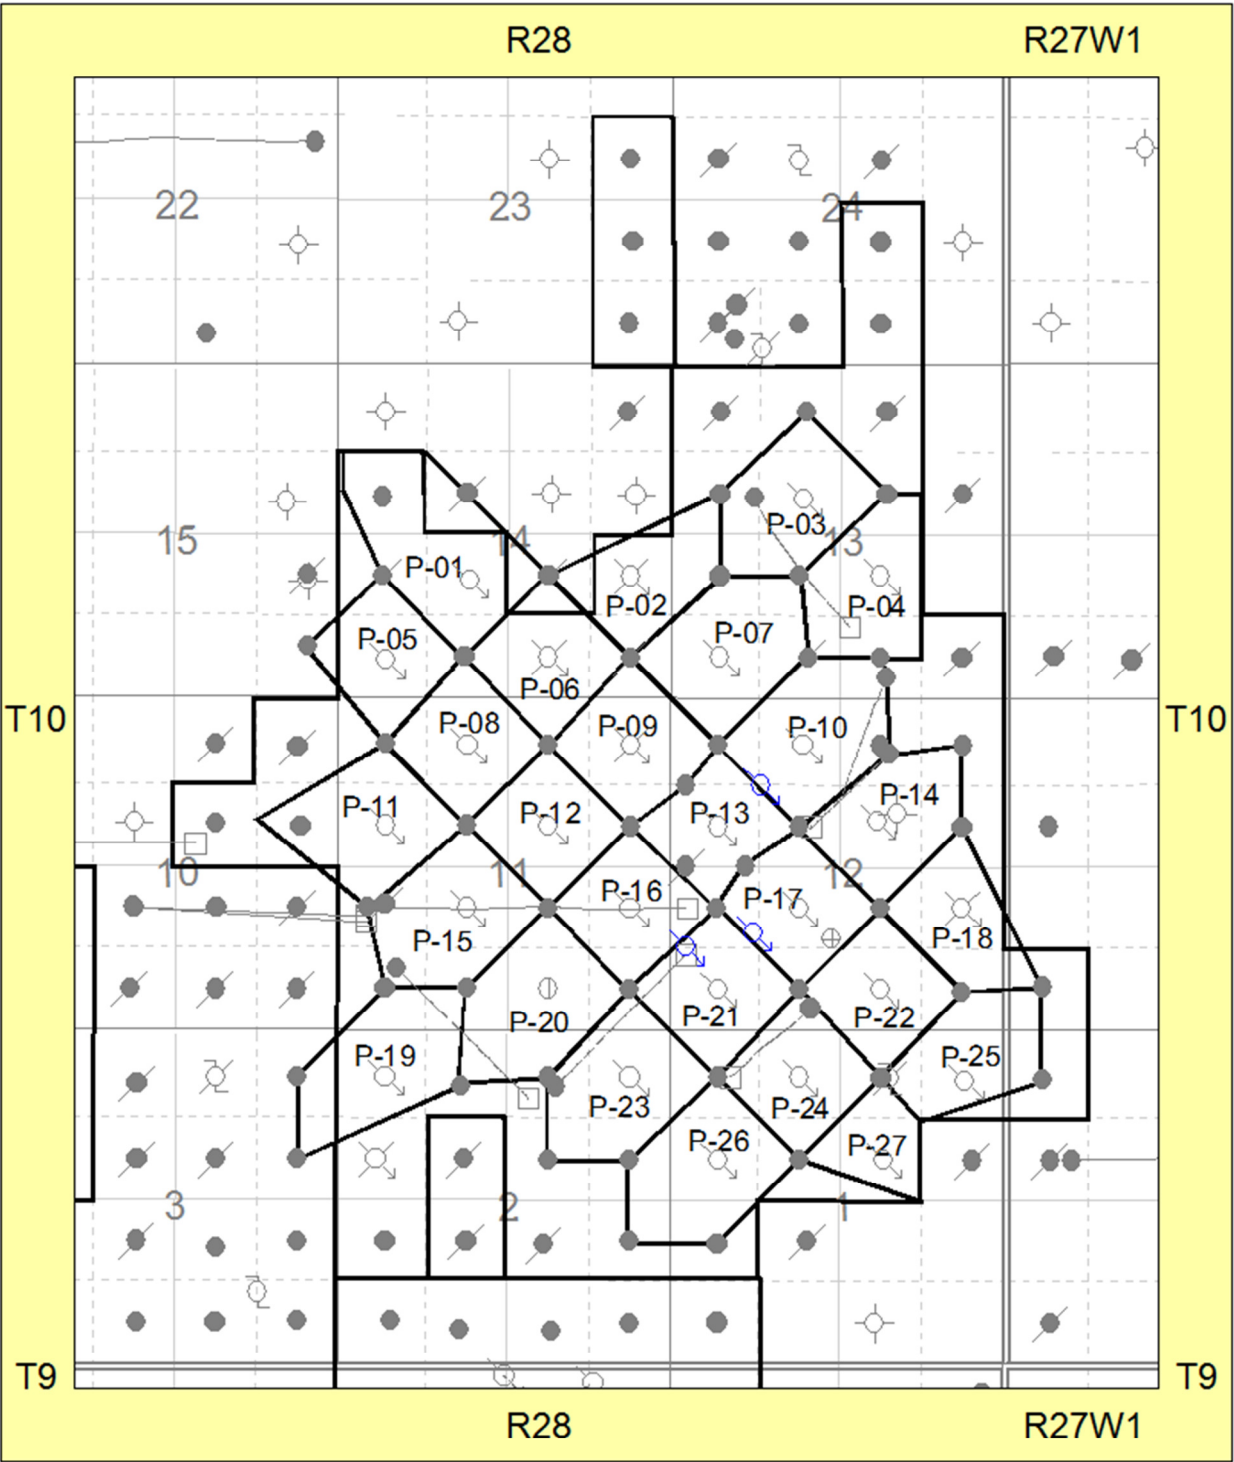 R28 R27W1
22 23 24
15 14 13
P-03
P-01
P-02 P-04
P-05 P-07
P-06
T10 P-08 P-09 P-10 T10
P-11 P-12 P-13 P-14
10 11 12
P-16 P-17
P-15 P-18
P-20 P-21 P-22
P-19 P-25
P-23 P-24
P-26 P-27
3 2 1
T9 T9
R28 R27W1